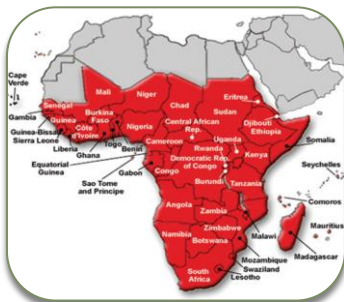 Cape
Verde
Mali
Niger
Chad
Eritrea
Sudan
Senegal
Gambia
Guinea
Burkina
Faso
Djibouti
Ethiopia
Guinea-Bissau
Sierra Leone
Côte
d'Ivoire
Nigeria
Central African
Rep.
Liberia
Ghana
Togo
Benin
Cameroon
Uganda
Somalia
Rwanda
Kenya
Equatorial
Guinea
Gabon
Congo
Democratic Rep.
of Congo
Seychelles
Sao Tome
and Principe
Burundi
Tanzania
Comoros
Angola
Zambia
Malawi
Mauritius
Zimbabwe
Namibia
Botswana
Madagascar
Mozambique
South
Africa
Swaziland
Lesotho